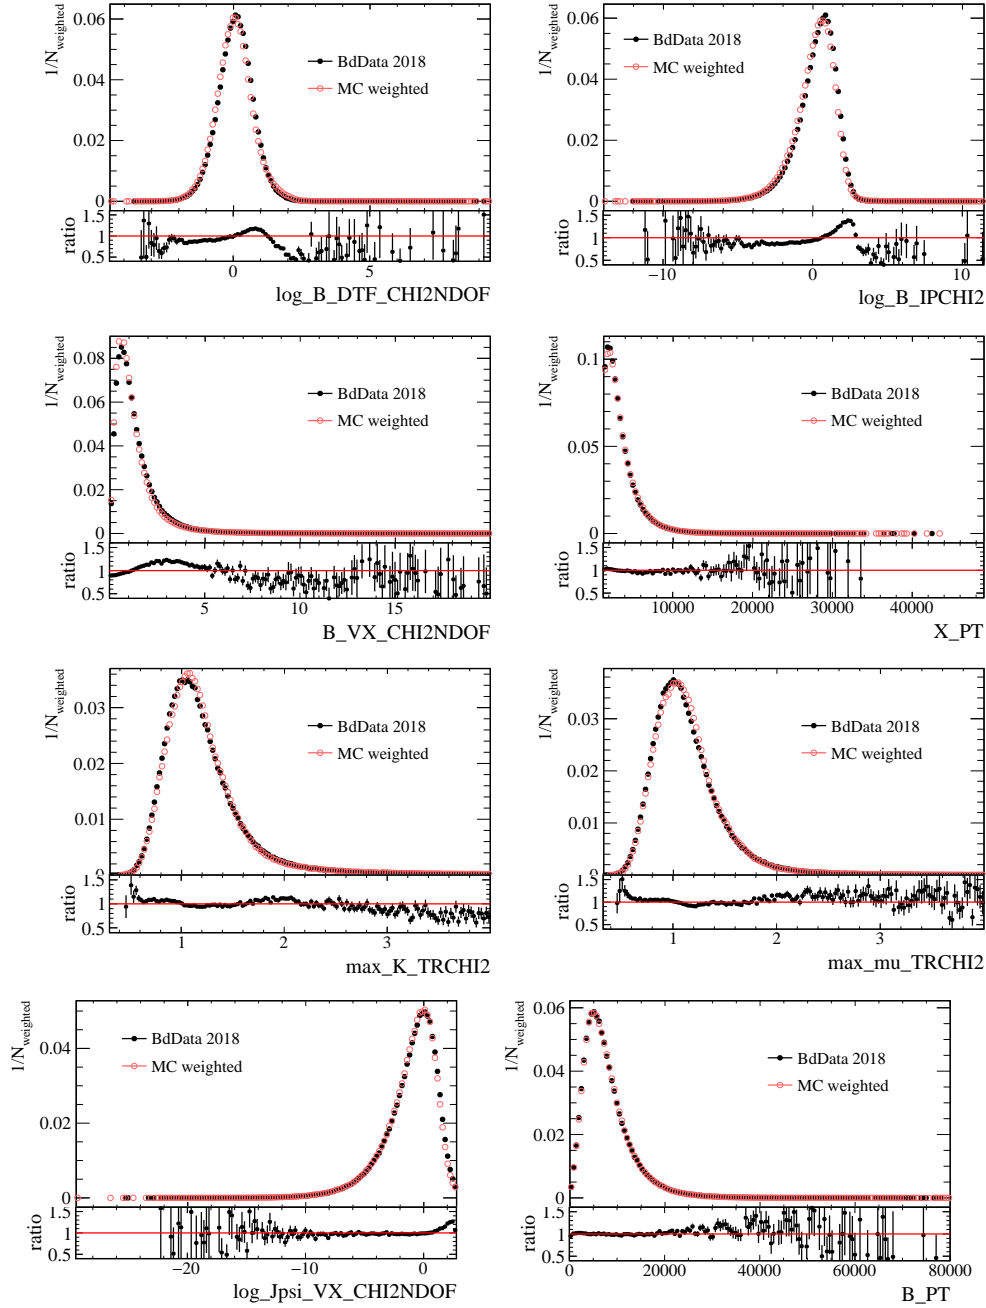 1/N_weighted
0.06
0.04
0.02
0
BdData 2018
MC weighted
ratio
1.5
1
0.5
0 5
log_B_DTF_CHI2NDOF
1/N_weighted
0.06
0.04
0.02
0
BdData 2018
MC weighted
ratio
1.5
1
0.5
−10 0 10
log_B_IPCHI2
1/N_weighted
0.08
0.06
0.04
0.02
0
BdData 2018
MC weighted
ratio
1.5
1
0.5
5 10 15
B_VX_CHI2NDOF
1/N_weighted
0.1
0.05
0
BdData 2018
MC weighted
ratio
1.5
1
0.5
10000 20000 30000 40000
X_PT
1/N_weighted
0.03
0.02
0.01
BdData 2018
MC weighted
ratio
1.5
1
0.5
1 2 3
max_K_TRCHI2
1/N_weighted
0.03
0.02
0.01
BdData 2018
MC weighted
ratio
1.5
1
0.5
1 2 3
max_mu_TRCHI2
1/N_weighted
0.04
0.02
0
BdData 2018
MC weighted
ratio
1.5
1
0.5
−20 −10 0
log_Jpsi_VX_CHI2NDOF
1/N_weighted
0.06
0.04
0.02
0
BdData 2018
MC weighted
ratio
1.5
1
0.5
0 20000 40000 60000 80000
B_PT